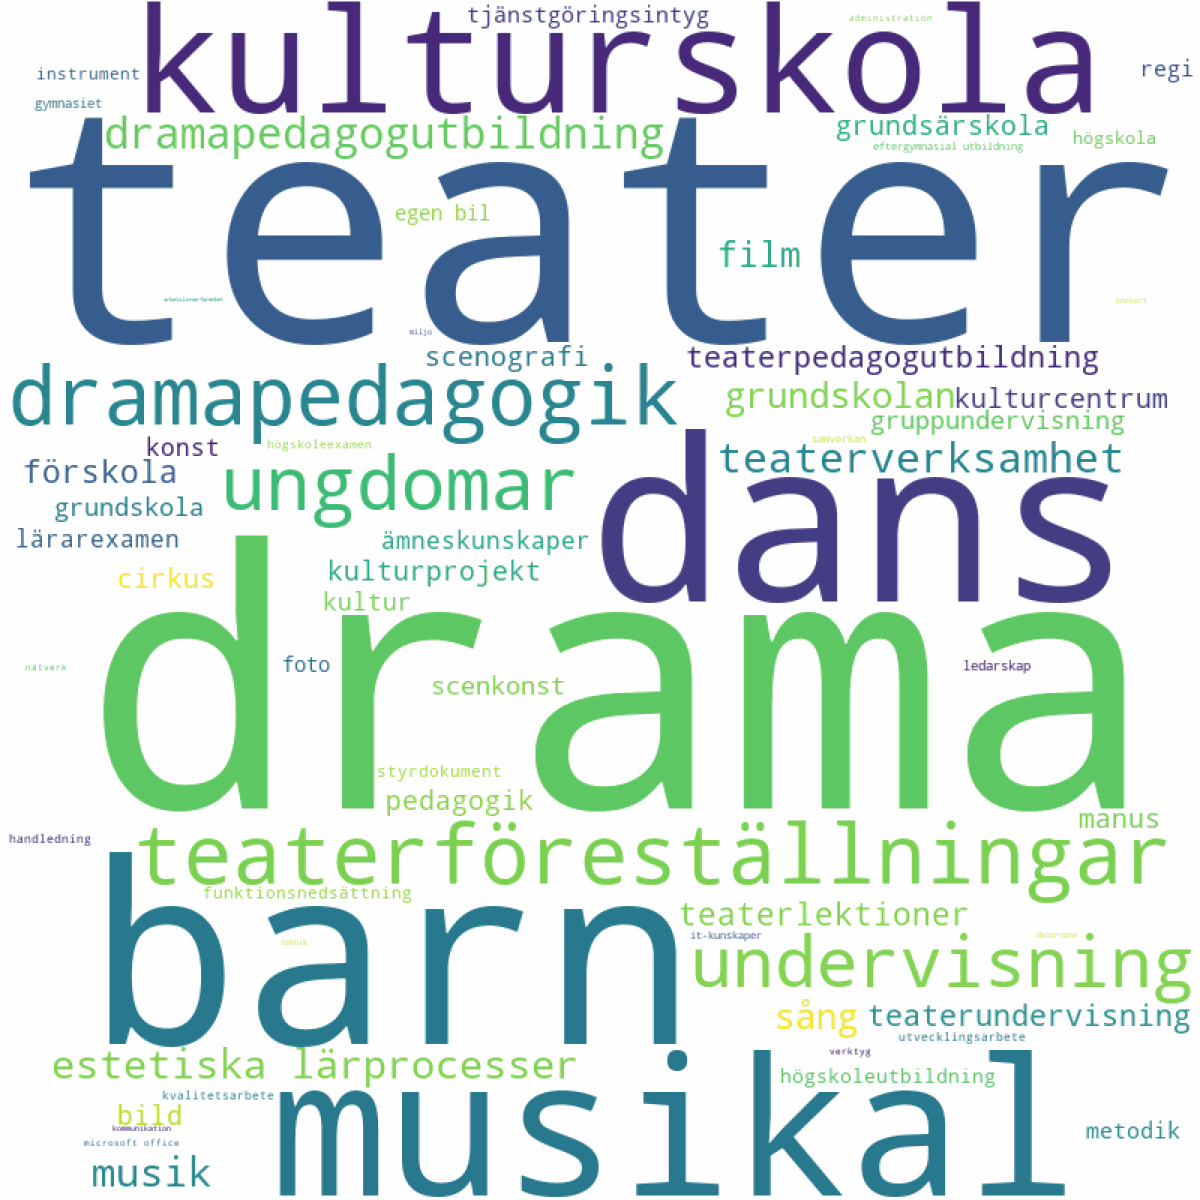 tjänstgöringsintyg
administration
kulturskola
instrument
regi
gymnasiet
dramapedagogutbildning
grundsärskola
högskola
eftergymnasial utbildning
teater
egen bil
film
körkort
miljö
scenografi
teaterpedagogutbildning
dramapedagogik
grundskolan
kulturcentrum
gruppundervisning
konst
högskoleexamen
samverkan
förskola
ungdomar
teaterverksamhet
grundskola
dans
lärarexamen
ämneskunskaper
cirkus
kulturprojekt
kultur
drama
nätverk
foto
ledarskap
scenkonst
styrdokument
pedagogik
manus
handledning
teaterföreställningar
funktionsnedsättning
teaterlektioner
barn
it-kunskaper
datorvana
teknik
undervisning
sång
teaterundervisning
utvecklingsarbete
verktyg
estetiska lärprocesser
högskoleutbildning
kvalitetsarbete
musikal
bild
kommunikation
metodik
microsoft office
musik